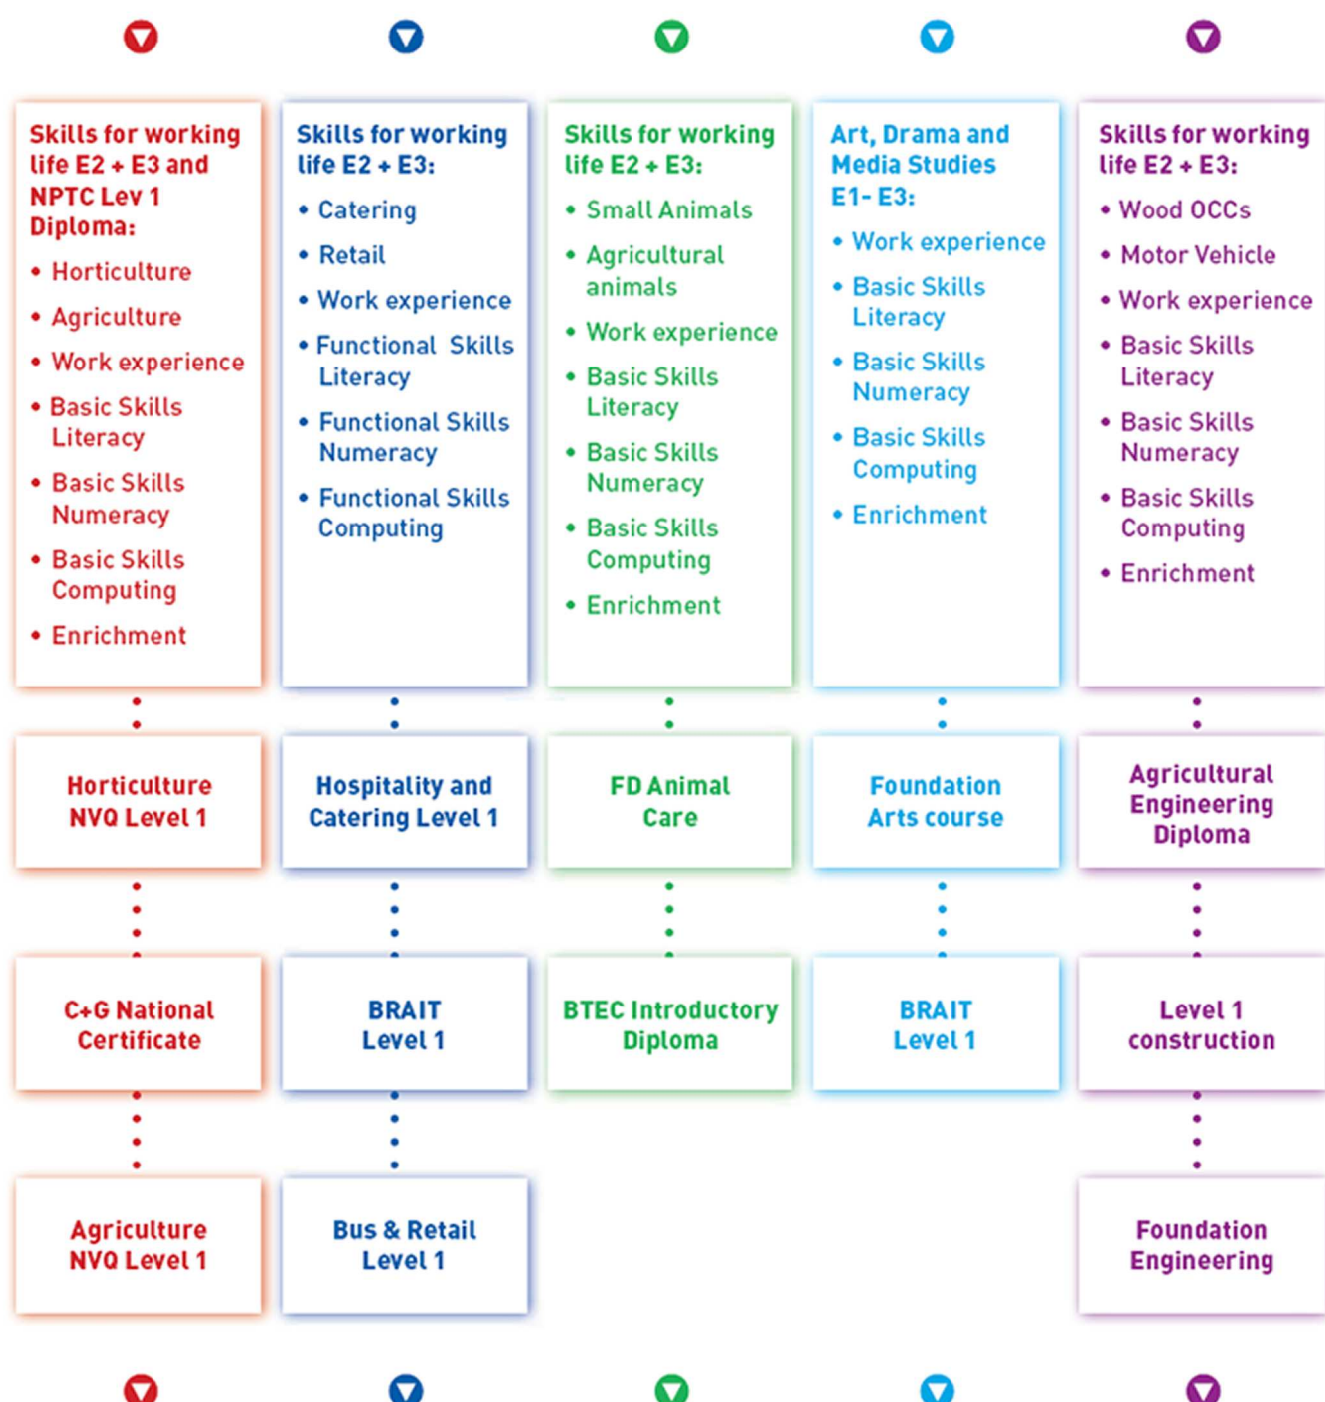 Skills for working
life E2 + E3 and
NPTC Lev 1
Diploma:
• Horticulture
• Agriculture
• Work experience
• Basic Skills
Literacy
• Basic Skills
Numeracy
• Basic Skills
Computing
• Enrichment
Skills for working
life E2 + E3:
• Catering
• Retail
• Work experience
• Functional Skills
Literacy
• Functional Skills
Numeracy
• Functional Skills
Computing
Skills for working
life E2 + E3:
• Small Animals
• Agricultural
animals
• Work experience
• Basic Skills
Literacy
• Basic Skills
Numeracy
• Basic Skills
Computing
• Enrichment
Art, Drama and
Media Studies
E1- E3:
• Work experience
• Basic Skills
Literacy
• Basic Skills
Numeracy
• Basic Skills
Computing
• Enrichment
Skills for working
life E2 + E3:
• Wood OCCs
• Motor Vehicle
• Work experience
• Basic Skills
Literacy
• Basic Skills
Numeracy
• Basic Skills
Computing
• Enrichment
Horticulture
NVQ Level 1
Hospitality and
Catering Level 1
FD Animal
Care
Foundation
Arts course
Agricultural
Engineering
Diploma
C+G National
Certificate
BRAIT
Level 1
BTEC Introductory
Diploma
BRAIT
Level 1
Level 1
construction
Agriculture
NVQ Level 1
Bus & Retail
Level 1
Foundation
Engineering